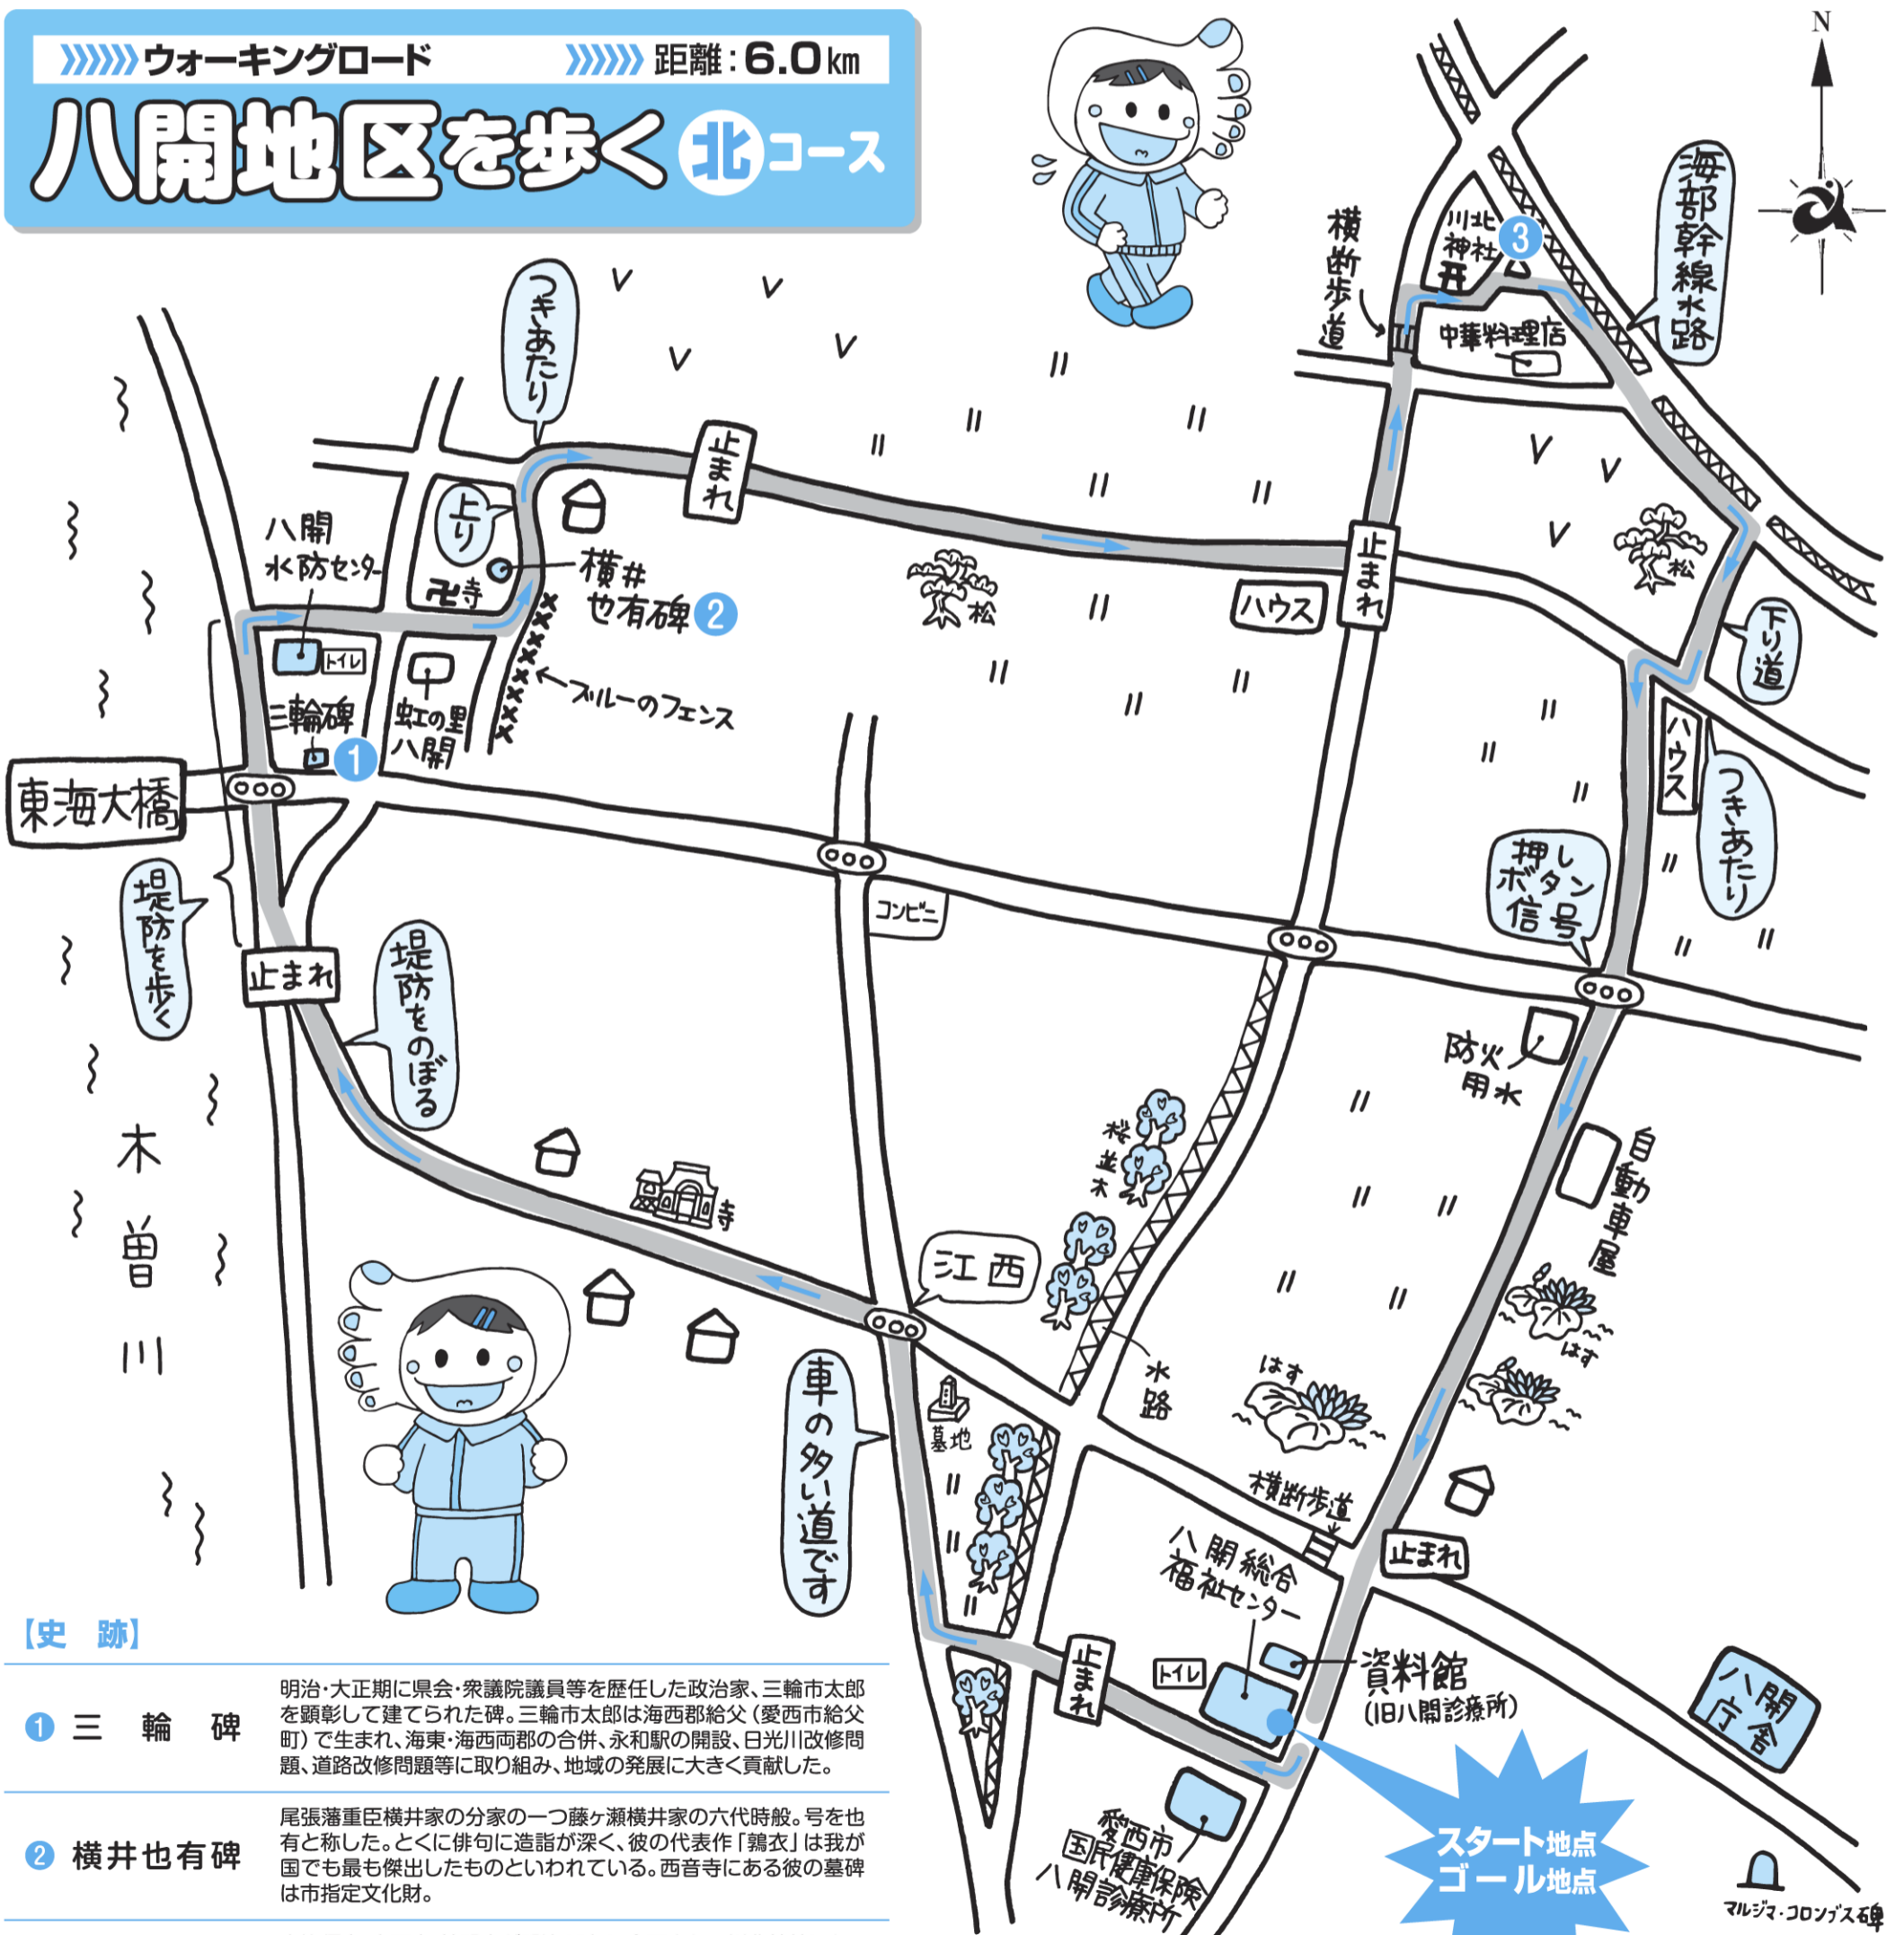 ウォーキングロード
距離：6.0km
八開地区を歩く 北コース
N
海部幹線水路
横断歩道
川北
神社
3
中華料理店
つきあたり
止まれ
上り
八開
水防センター
卍寺
横井
也有碑 2
松
ハウス
止まれ
松
下り道
トイレ
三輪碑
1
虹の里
八開
ブルーのフェンス
東海大橋
ハウス
つきあたり
押し
ボタン
信号
コンビニ
堤防を歩く
止まれ
堤防をのぼる
防火
用水
自動車屋
桜並木
木曽川
寺
江西
はす
はす
水路
車の多い道です
墓地
横断歩道
止まれ
八開総合
福祉センター
トイレ
止まれ
資料館
（旧八開診療所）
八開
庁舎
愛西市
国民健康保険
八開診療所
スタート地点
ゴール地点
マルジマ・コロンブス碑
【史　跡】
1 三輪碑
明治・大正期に県会・衆議院議員等を歴任した政治家、三輪市太郎
を顕彰して建てられた碑。三輪市太郎は海西郡給父（愛西市給父
町）で生まれ、海東・海西両郡の合併、永和駅の開設、日光川改修問
題、道路改修問題等に取り組み、地域の発展に大きく貢献した。
2 横井也有碑
尾張藩重臣横井家の分家の一つ藤ヶ瀬横井家の六代時般。号を也
有と称した。とくに俳句に造詣が深く、彼の代表作「鶉衣」は我が
国でも最も傑出したものといわれている。西音寺にある彼の墓碑
は市指定文化財。